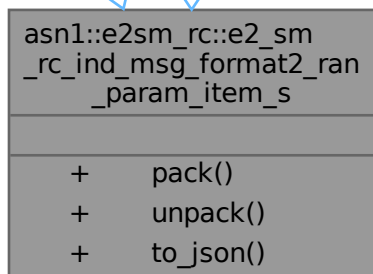 asn1::e2sm_rc::e2_sm
_rc_ind_msg_format2_ran
_param_item_s
+ pack()
+ unpack()
+ to_json()